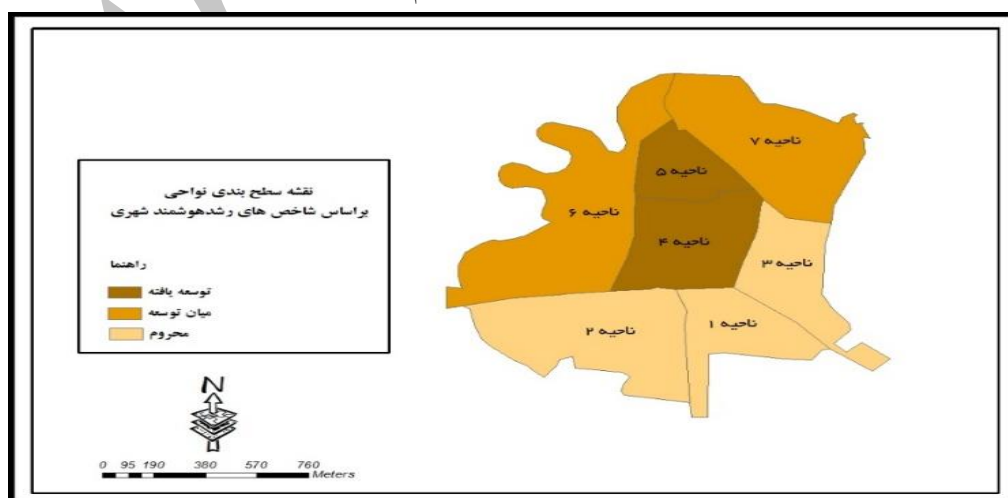 نقشه سطح بندی نواحی
براساس شاخص های رشدهوشمند شهری
راهنما
توسعه یافته
میان توسعه
محروم
ناحیه ۷
ناحیه ۵
ناحیه ۶
ناحیه ۴
ناحیه ۳
ناحیه ۲
ناحیه ۱
N
0 95 190 380 570 760
Meters